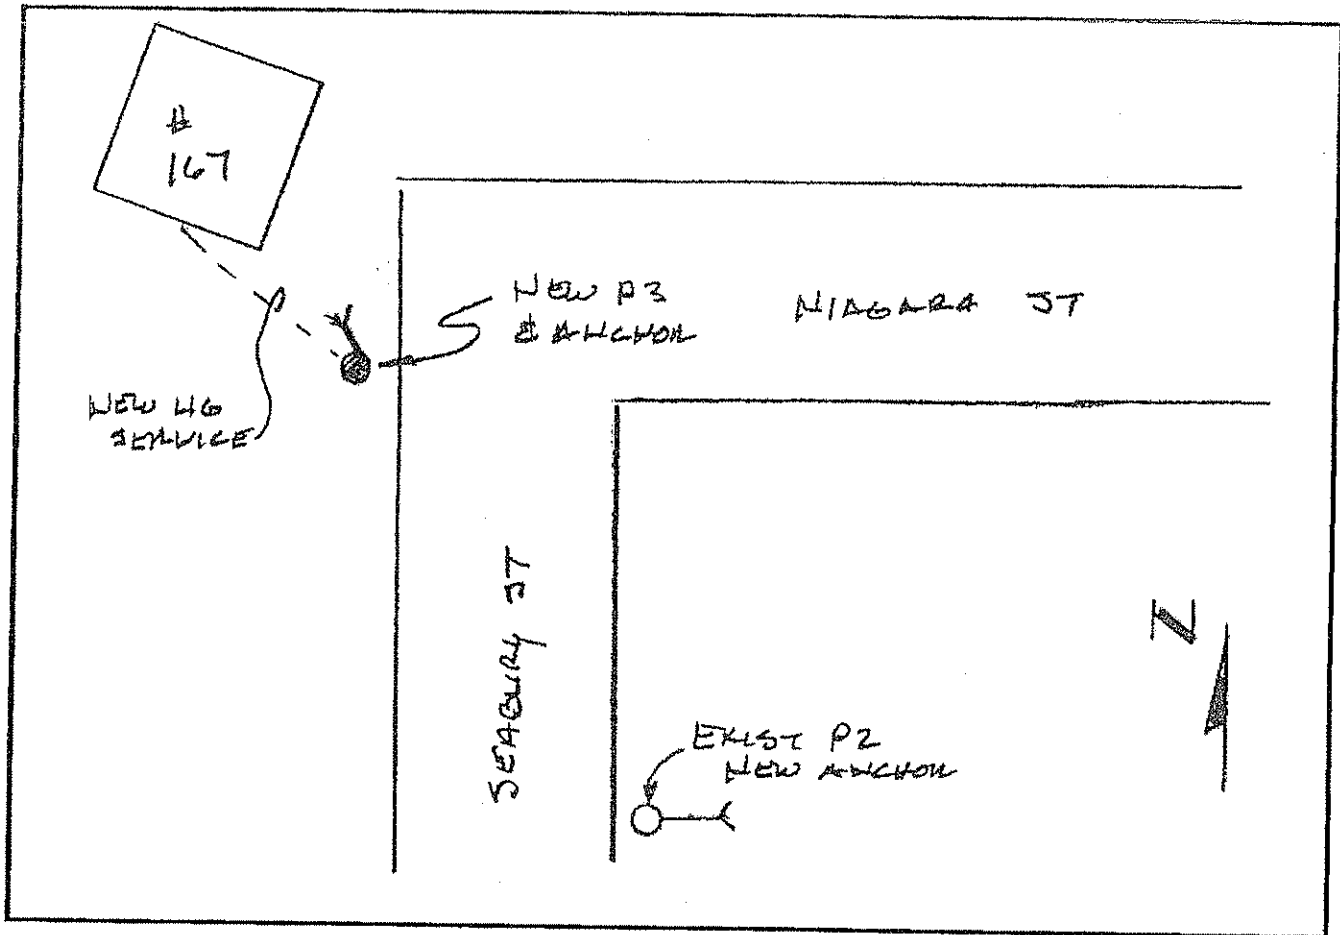 #
167
NEW P3
& ANCHOR
NIAGARA ST
NEW UG
SERVICE
SEABURY ST
N
EXIST P2
NEW ANCHOR